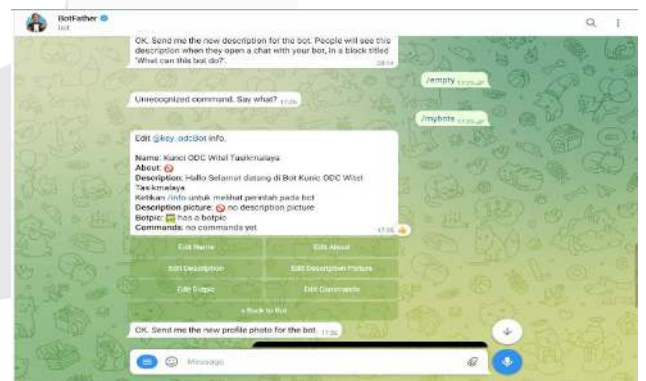 BotFather
bot
OK. Send me the new description for the bot. People will see this
description when they open a chat with your bot, in a block titled
'What can this bot do?'.
/empty
Unrecognized command. Say what? 17:25
/mybots
Edit @key_odcBot info.
Name: Kunci ODC Witel Tasikmalaya
About: 🚫
Description: Hallo Selamat datang di Bot Kunic ODC Witel
Tasikmalaya
Ketikan /info untuk melihat perintah pada bot
Description picture: 🚫 no description picture
Botpic: 🖼 has a botpic
Commands: no commands yet
Edit Name Edit About
Edit Description Edit Description Picture
Edit Botpic Edit Commands
« Back to Bot
OK. Send me the new profile photo for the bot.
Message